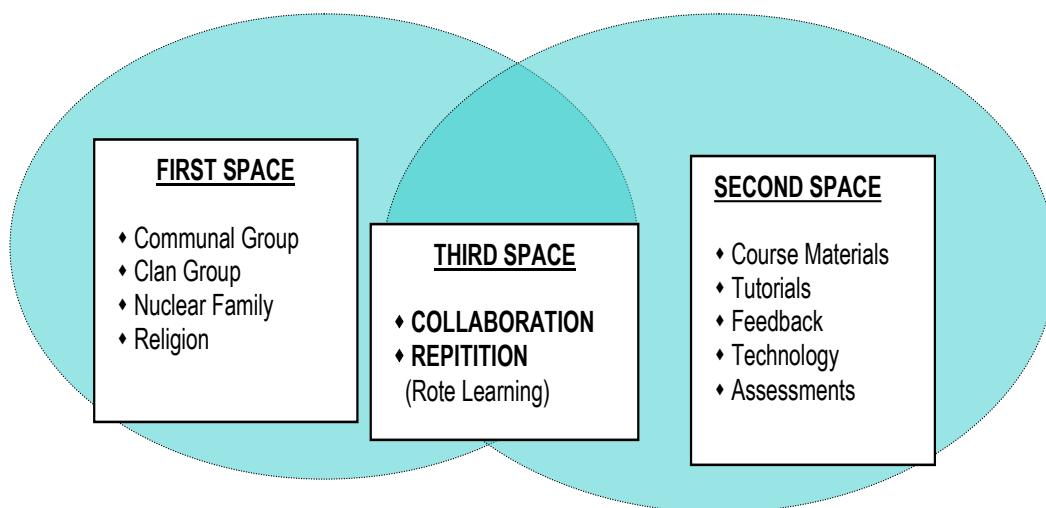 FIRST SPACE
♦ Communal Group
♦ Clan Group
♦ Nuclear Family
♦ Religion
THIRD SPACE
♦ COLLABORATION
♦ REPITITION
(Rote Learning)
SECOND SPACE
♦ Course Materials
♦ Tutorials
♦ Feedback
♦ Technology
♦ Assessments